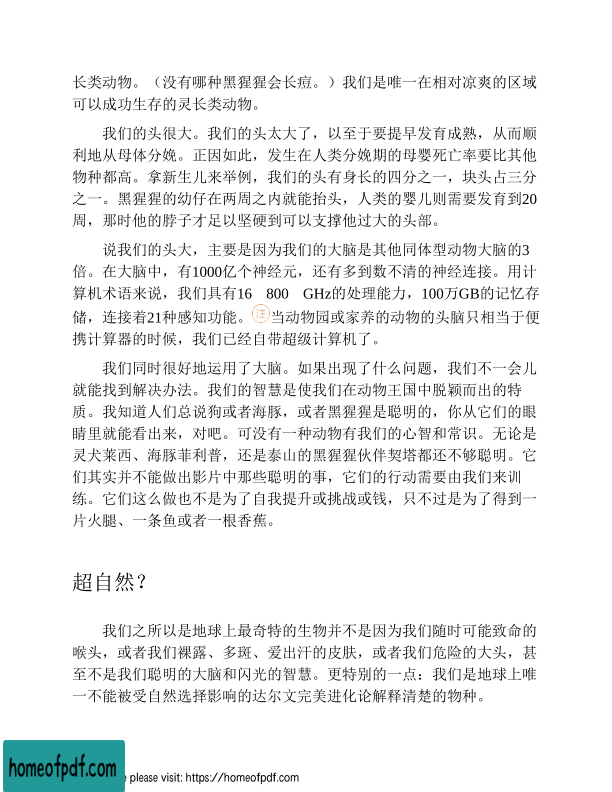 长类动物。（没有哪种黑猩猩会长痘。）我们是唯一在相对凉爽的区域
可以成功生存的灵长类动物。
我们的头很大。我们的头太大了，以至于要提早发育成熟，从而顺
利地从母体分娩。正因如此，发生在人类分娩期的母婴死亡率要比其他
物种都高。拿新生儿来举例，我们的头有身长的四分之一，块头占三分
之一。黑猩猩的幼仔在两周之内就能抬头，人类的婴儿则需要发育到20
周，那时他的脖子才足以坚硬到可以支撑他过大的头部。
说我们的头大，主要是因为我们的大脑是其他同体型动物大脑的3
倍。在大脑中，有1000亿个神经元，还有多到数不清的神经连接。用计
算机术语来说，我们具有16 800 GHz的处理能力，100万GB的记忆存
储，连接着21种感知功能。注当动物园或家养的动物的头脑只相当于便
携计算器的时候，我们已经自带超级计算机了。
我们同时很好地运用了大脑。如果出现了什么问题，我们不一会儿
就能找到解决办法。我们的智慧是使我们在动物王国中脱颖而出的特
质。我知道人们总说狗或者海豚，或者黑猩猩是聪明的，你从它们的眼
睛里就能看出来，对吧。可没有一种动物有我们的心智和常识。无论是
灵犬莱西、海豚菲利普，还是泰山的黑猩猩伙伴契塔都还不够聪明。它
们其实并不能做出影片中那些聪明的事，它们的行动需要由我们来训
练。它们这么做也不是为了自我提升或挑战或钱，只不过是为了得到一
片火腿、一条鱼或者一根香蕉。
超自然？
我们之所以是地球上最奇特的生物并不是因为我们随时可能致命的
喉头，或者我们裸露、多斑、爱出汗的皮肤，或者我们危险的大头，甚
至不是我们聪明的大脑和闪光的智慧。更特别的一点：我们是地球上唯
一不能被受自然选择影响的达尔文完美进化论解释清楚的物种。
homeofpdf.com
e please visit: https://homeofpdf.com